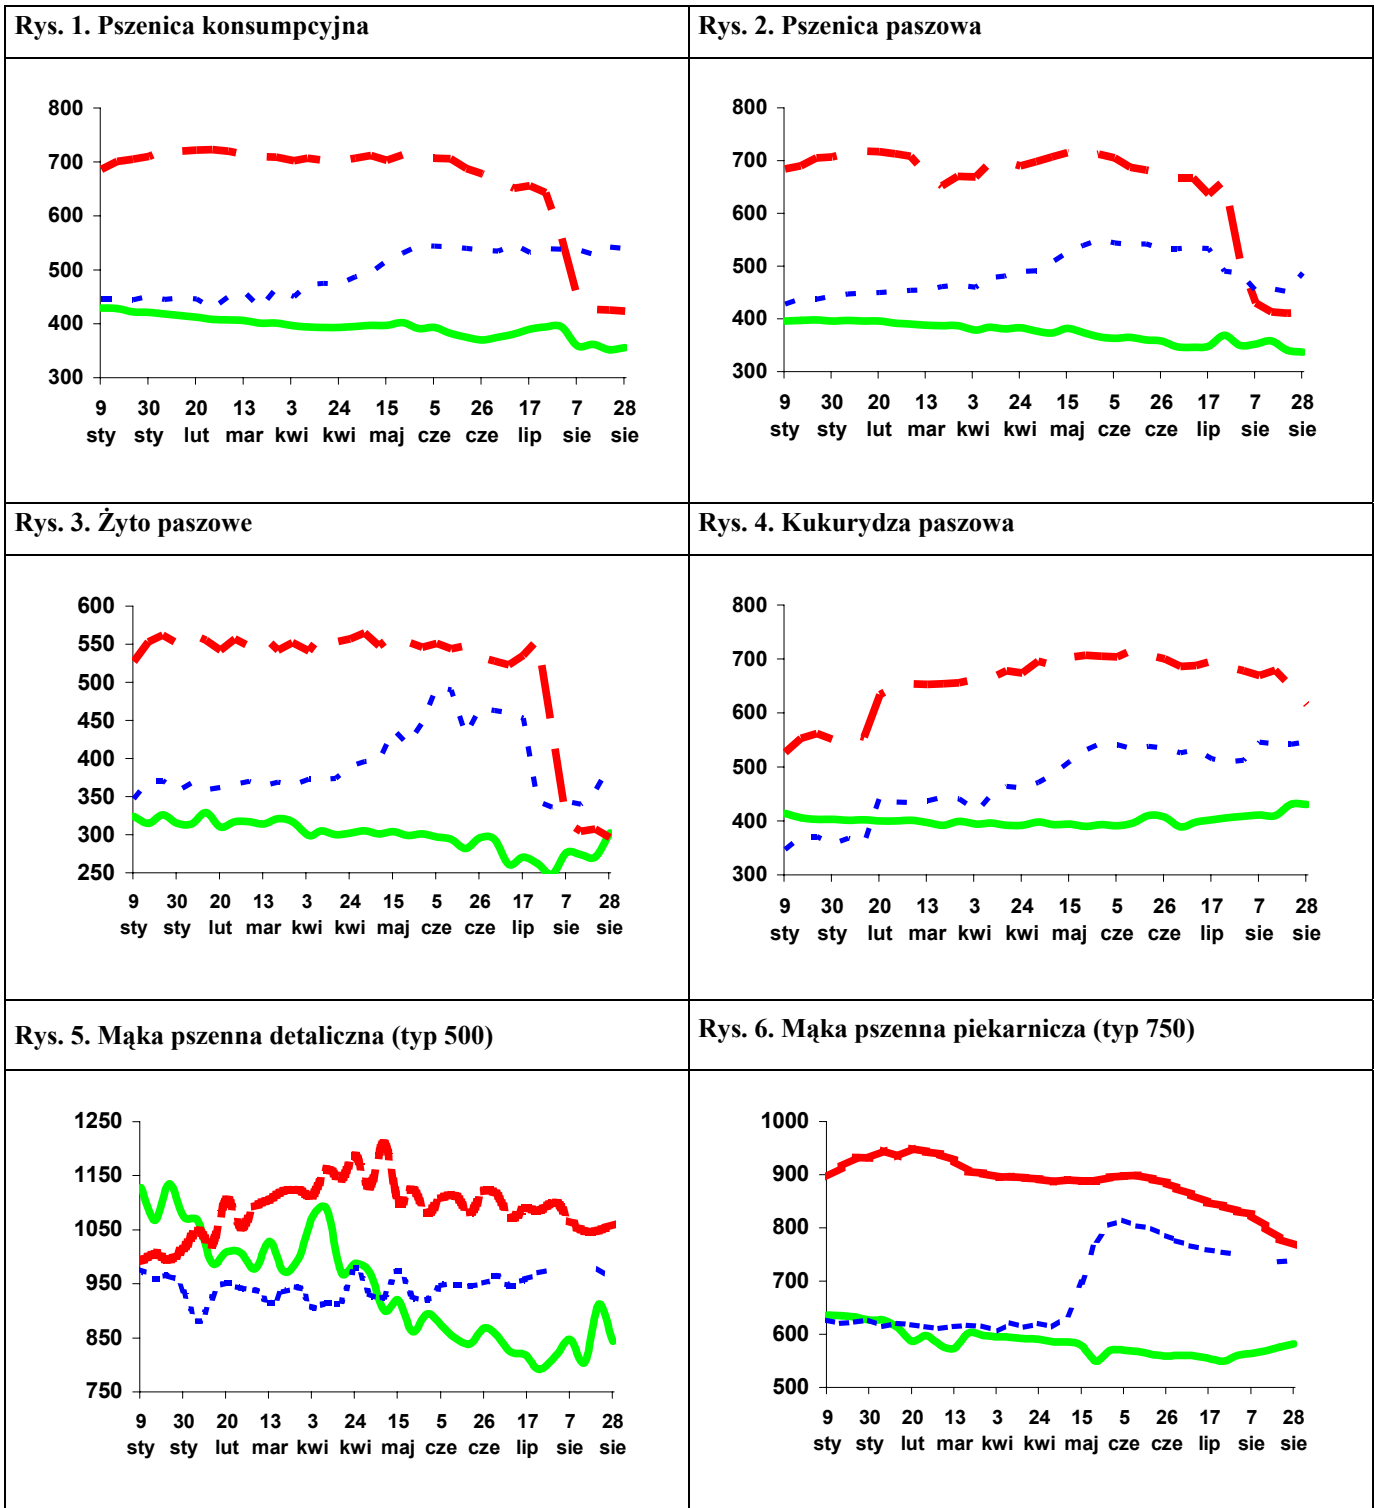 Rys. 1. Pszenica konsumpcyjna
800
700
600
500
400
300
9 30 20 13 3 24 15 5 26 17 7 28
sty sty lut mar kwi kwi maj cze cze lip sie sie
Rys. 2. Pszenica paszowa
800
700
600
500
400
300
9 30 20 13 3 24 15 5 26 17 7 28
sty sty lut mar kwi kwi maj cze cze lip sie sie
Rys. 3. Żyto paszowe
600
550
500
450
400
350
300
250
9 30 20 13 3 24 15 5 26 17 7 28
sty sty lut mar kwi kwi maj cze cze lip sie sie
Rys. 4. Kukurydza paszowa
800
700
600
500
400
300
9 30 20 13 3 24 15 5 26 17 7 28
sty sty lut mar kwi kwi maj cze cze lip sie sie
Rys. 5. Mąka pszenna detaliczna (typ 500)
1250
1150
1050
950
850
750
9 30 20 13 3 24 15 5 26 17 7 28
sty sty lut mar kwi kwi maj cze cze lip sie sie
Rys. 6. Mąka pszenna piekarnicza (typ 750)
1000
900
800
700
600
500
9 30 20 13 3 24 15 5 26 17 7 28
sty sty lut mar kwi kwi maj cze cze lip sie sie